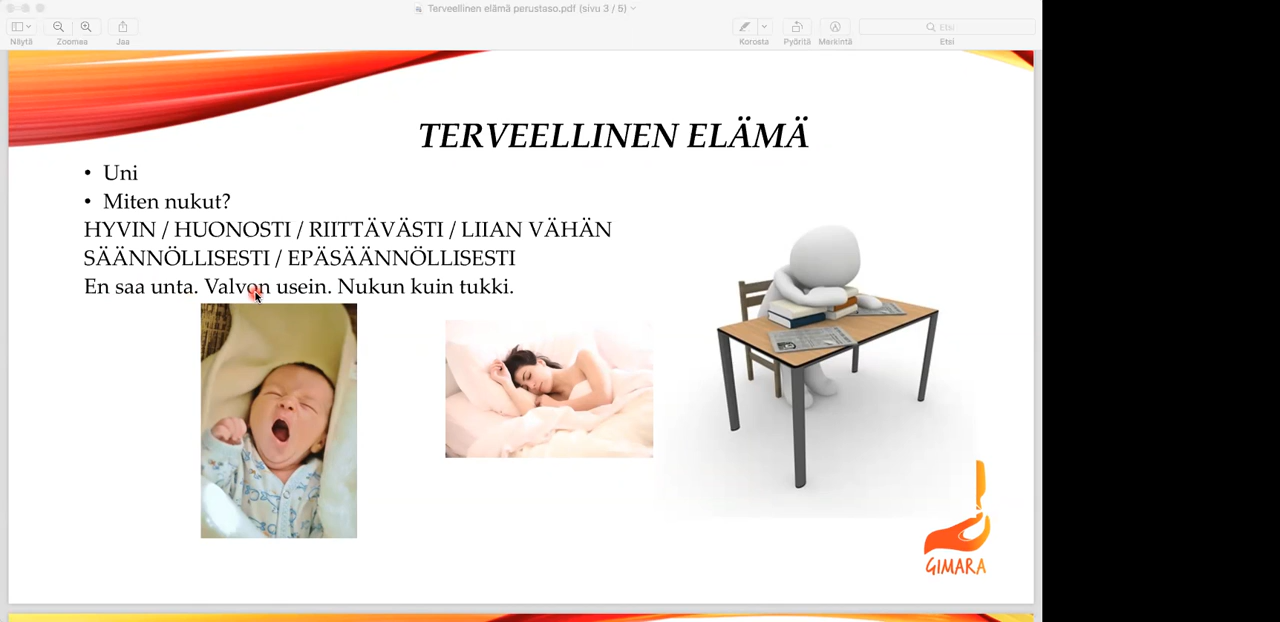 Terveellinen elämä perustaso.pdf (sivu 3 / 5)
Näytä
Zoomaa
Jaa
Korosta
Pyöritä
Merkintä
Etsi
Etsi
TERVEELLINEN ELÄMÄ
• Uni
• Miten nukut?
HYVIN / HUONOSTI / RIITTÄVÄSTI / LIIAN VÄHÄN
SÄÄNNÖLLISESTI / EPÄSÄÄNNÖLLISESTI
En saa unta. Valvon usein. Nukun kuin tukki.
GIMARA